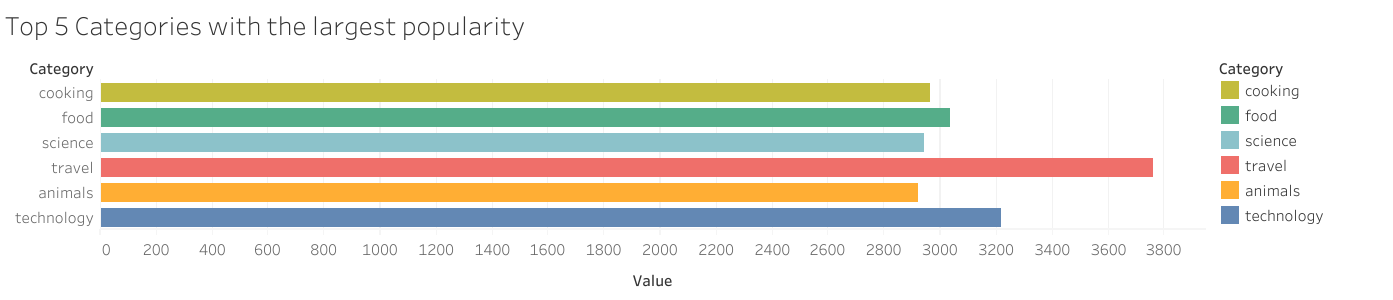 Top 5 Categories with the largest popularity
Category
cooking
food
science
travel
animals
technology
0 200 400 600 800 1000 1200 1400 1600 1800 2000 2200 2400 2600 2800 3000 3200 3400 3600 3800
Value
Category
cooking
food
science
travel
animals
technology